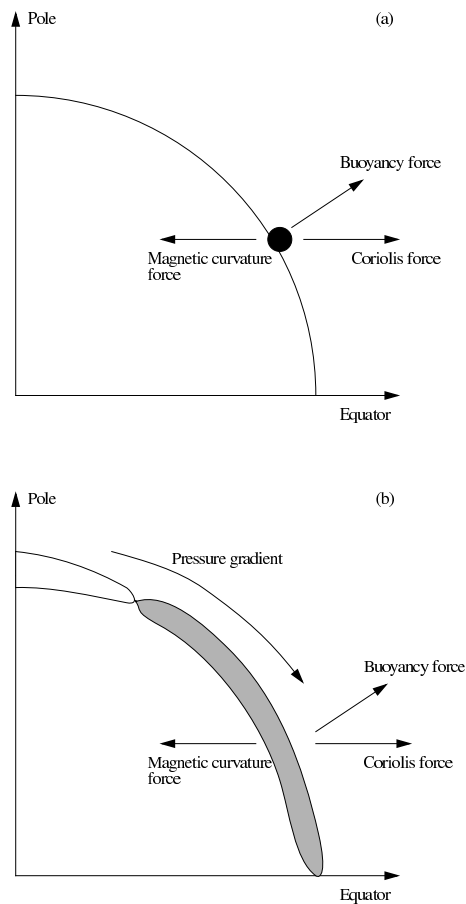 Pole
(a)
Buoyancy force
Magnetic curvature
force
Coriolis force
Equator
Pole
(b)
Pressure gradient
Buoyancy force
Magnetic curvature
force
Coriolis force
Equator